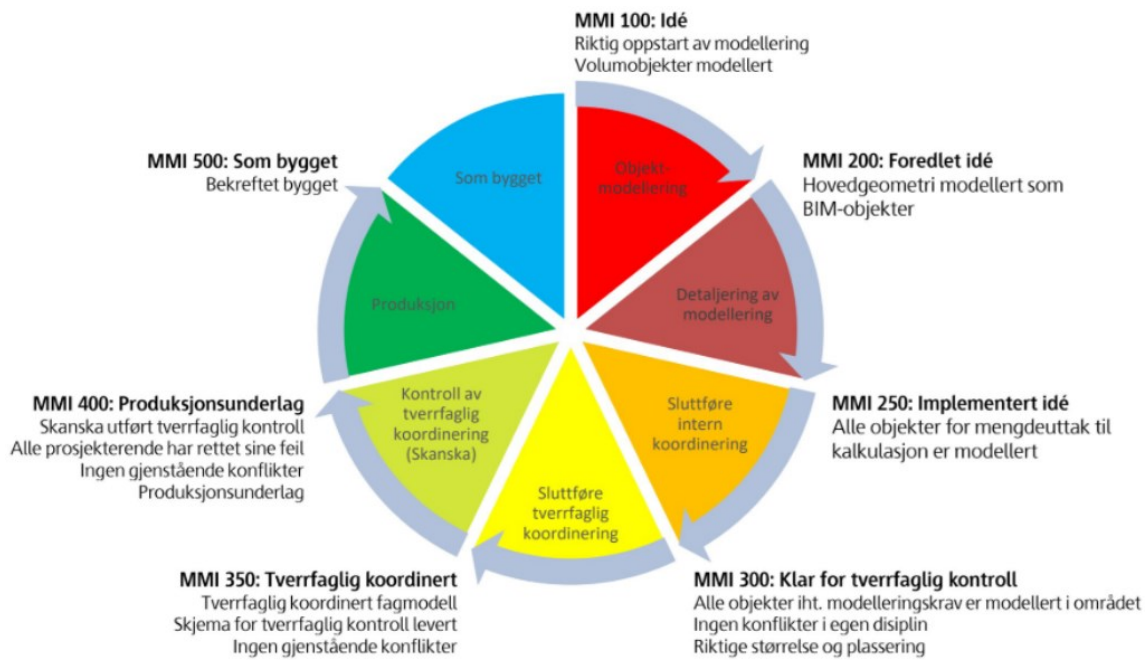 MMI 100: Idé
Riktig oppstart av modellering
Volumobjekter modellert
MMI 200: Foredlet idé
Hovedgeometri modellert som
BIM-objekter
MMI 250: Implementert idé
Alle objekter for mengdeuttak til
kalkulasjon er modellert
MMI 300: Klar for tverrfaglig kontroll
Alle objekter iht. modelleringskrav er modellert i området
Ingen konflikter i egen disiplin
Riktige størrelse og plassering
MMI 350: Tverrfaglig koordinert
Tverrfaglig koordinert fagmodell
Skjema for tverrfaglig kontroll levert
Ingen gjenstående konflikter
MMI 400: Produksjonsunderlag
Skanska utført tverrfaglig kontroll
Alle prosjekterende har rettet sine feil
Ingen gjenstående konflikter
Produksjonsunderlag
MMI 500: Som bygget
Bekreftet bygget
Objekt-
modellering
Detaljering av
modellering
Sluttføre
intern
koordinering
Sluttføre
tverrfaglig
koordinering
Kontroll av
tverrfaglig
koordinering
(Skanska)
Produksjon
Som bygget